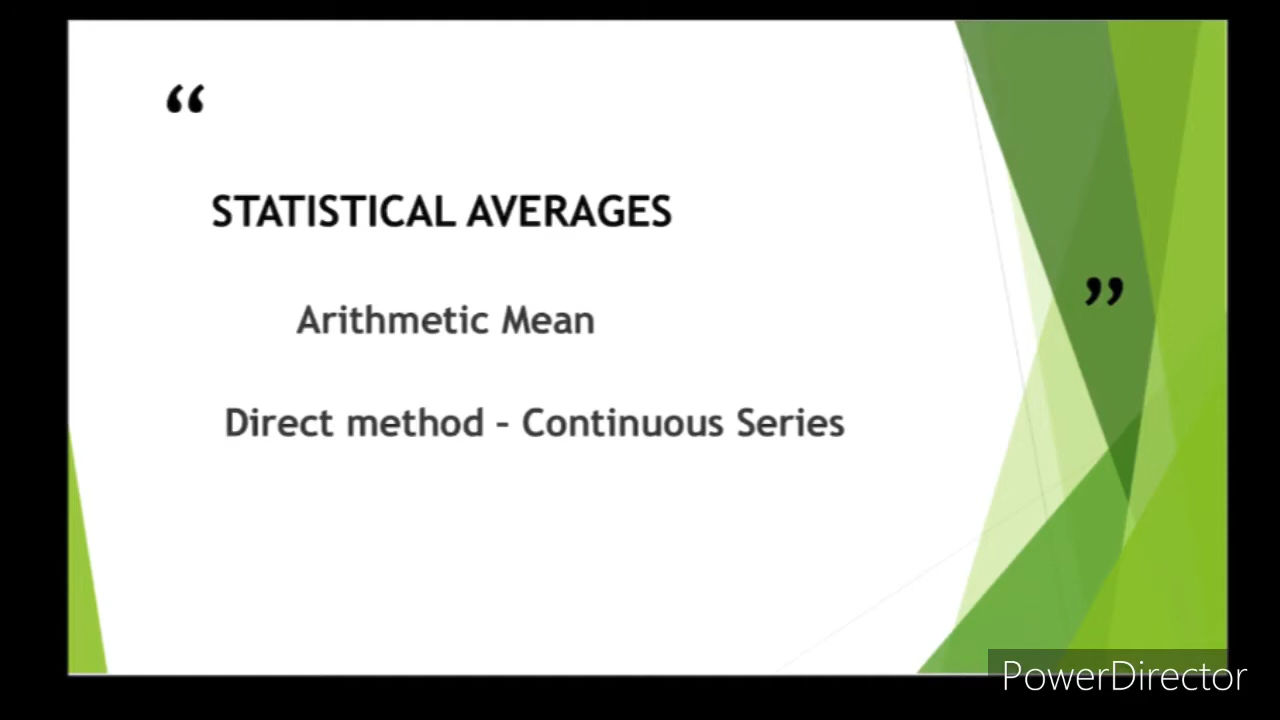 “
STATISTICAL AVERAGES
”
Arithmetic Mean
Direct method – Continuous Series
PowerDirector